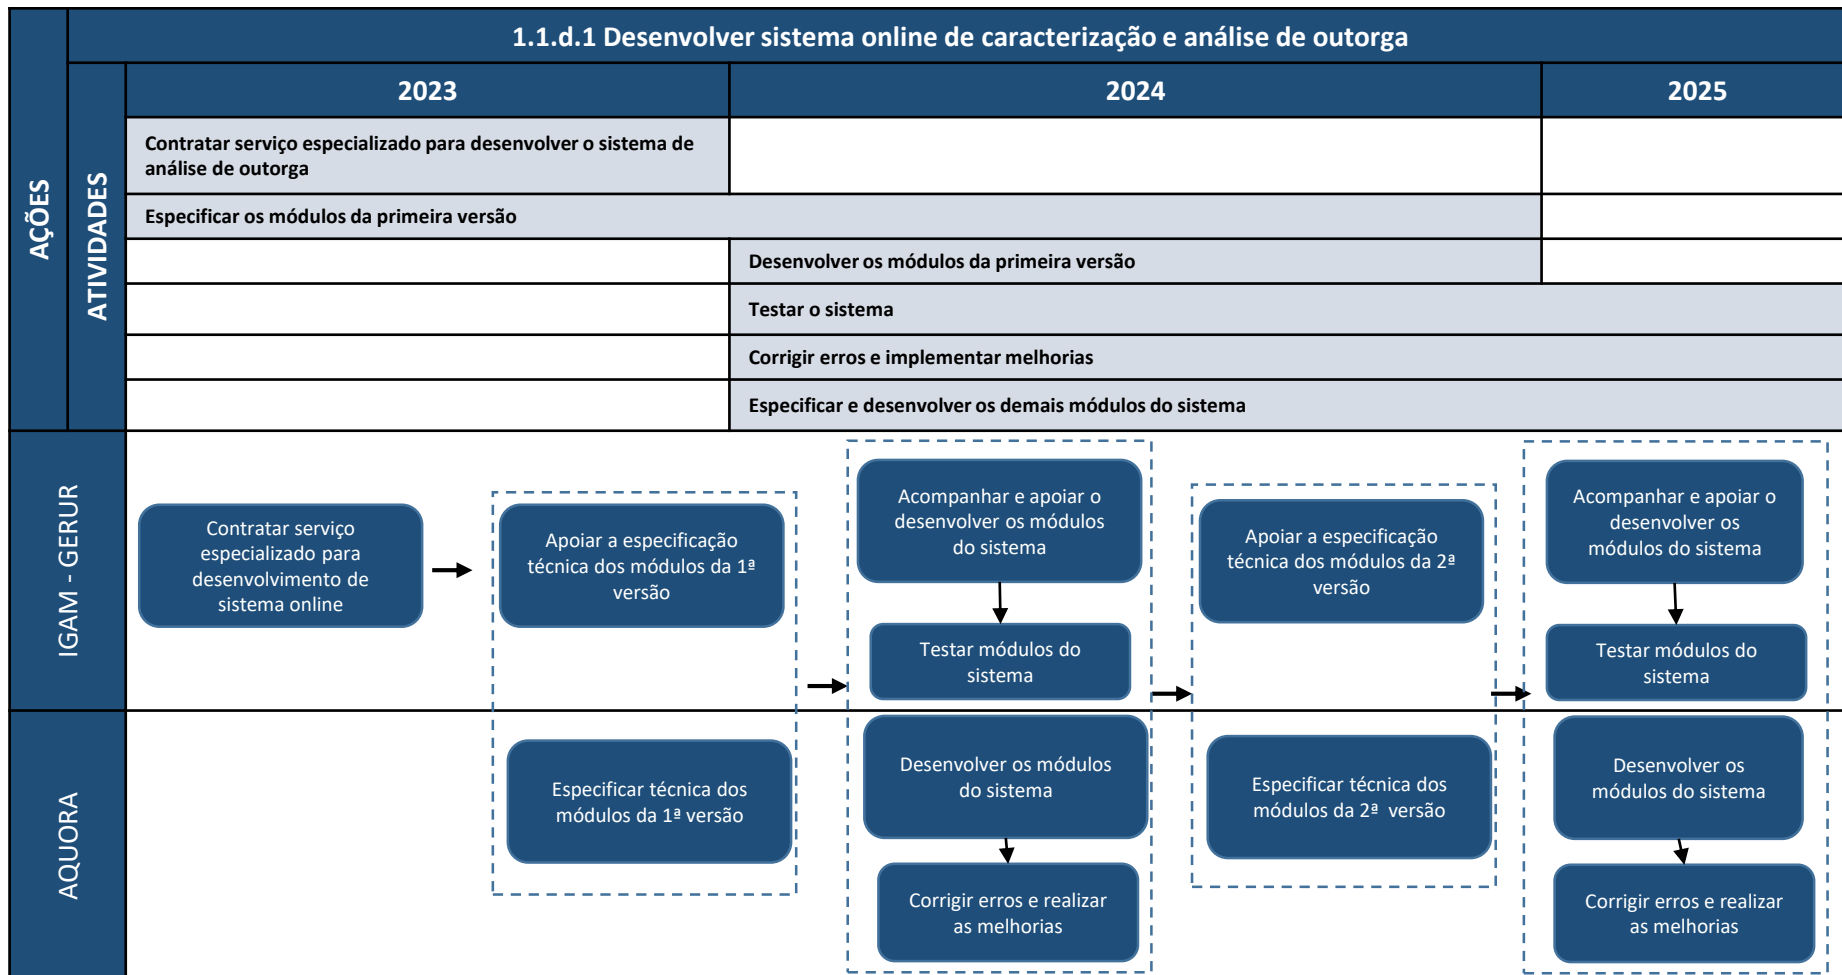 1.1.d.1 Desenvolver sistema online de caracterização e análise de outorga
2023
2024
2025
AÇÕES
ATIVIDADES
Contratar serviço especializado para desenvolver o sistema de
análise de outorga
Especificar os módulos da primeira versão
Desenvolver os módulos da primeira versão
Testar o sistema
Corrigir erros e implementar melhorias
Especificar e desenvolver os demais módulos do sistema
IGAM - GERUR
Contratar serviço
especializado para
desenvolvimento de
sistema online
Apoiar a especificação
técnica dos módulos da 1ª
versão
Acompanhar e apoiar o
desenvolver os módulos
do sistema
Testar módulos do
sistema
Apoiar a especificação
técnica dos módulos da 2ª
versão
Acompanhar e apoiar o
desenvolver os
módulos do sistema
Testar módulos do
sistema
AQUORA
Especificar técnica dos
módulos da 1ª versão
Desenvolver os módulos
do sistema
Corrigir erros e realizar
as melhorias
Especificar técnica dos
módulos da 2ª versão
Desenvolver os
módulos do sistema
Corrigir erros e realizar
as melhorias